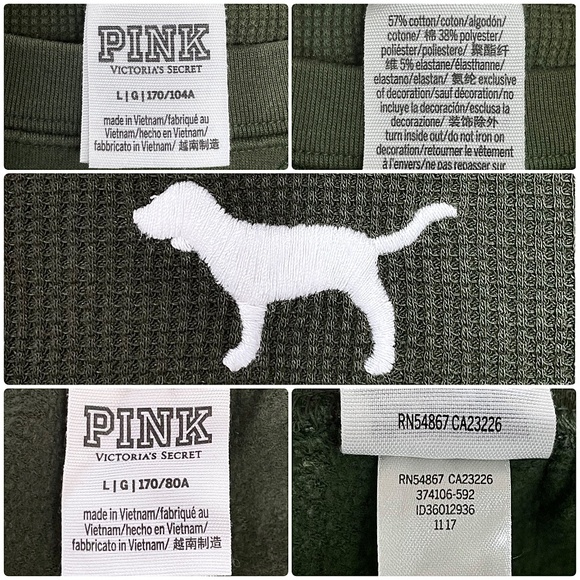 PINK
VICTORIA'S SECRET
L | G | 170/104A
made in Vietnam/fabriqué au
Vietnam/hecho en Vietnam/
fabbricato in Vietnam/ 越南制造
57% cotton/coton/algodón/
cotone/ 棉 38% polyester/
poliéster/poliestere/ 聚酯纤
维 5% elastane/élasthanne/
elastano/elastan/ 氨纶 exclusive
of decoration/sauf décoration/no
incluye la decoración/esclusa la
decorazione/ 装饰除外
turn inside out/do not iron on
decoration/retourner le vêtement
à l'envers/ne pas repasser sur
PINK
VICTORIA'S SECRET
L | G | 170/80A
made in Vietnam/fabriqué au
Vietnam/hecho en Vietnam/
fabbricato in Vietnam/ 越南制造
RN54867 CA23226
RN54867 CA23226
374106-592
ID36012936
11 17